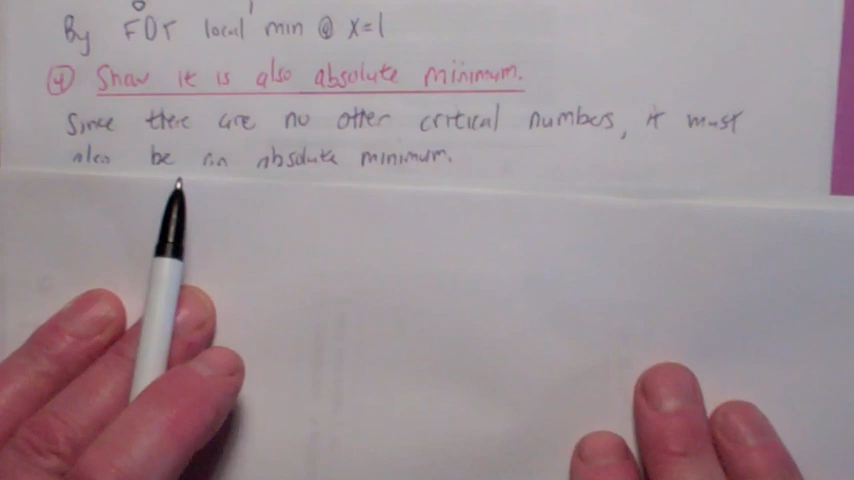 By FDT local min @ x=1
④ Show it is also absolute minimum.
Since there are no other critical numbers, it must
also be an absolute minimum.